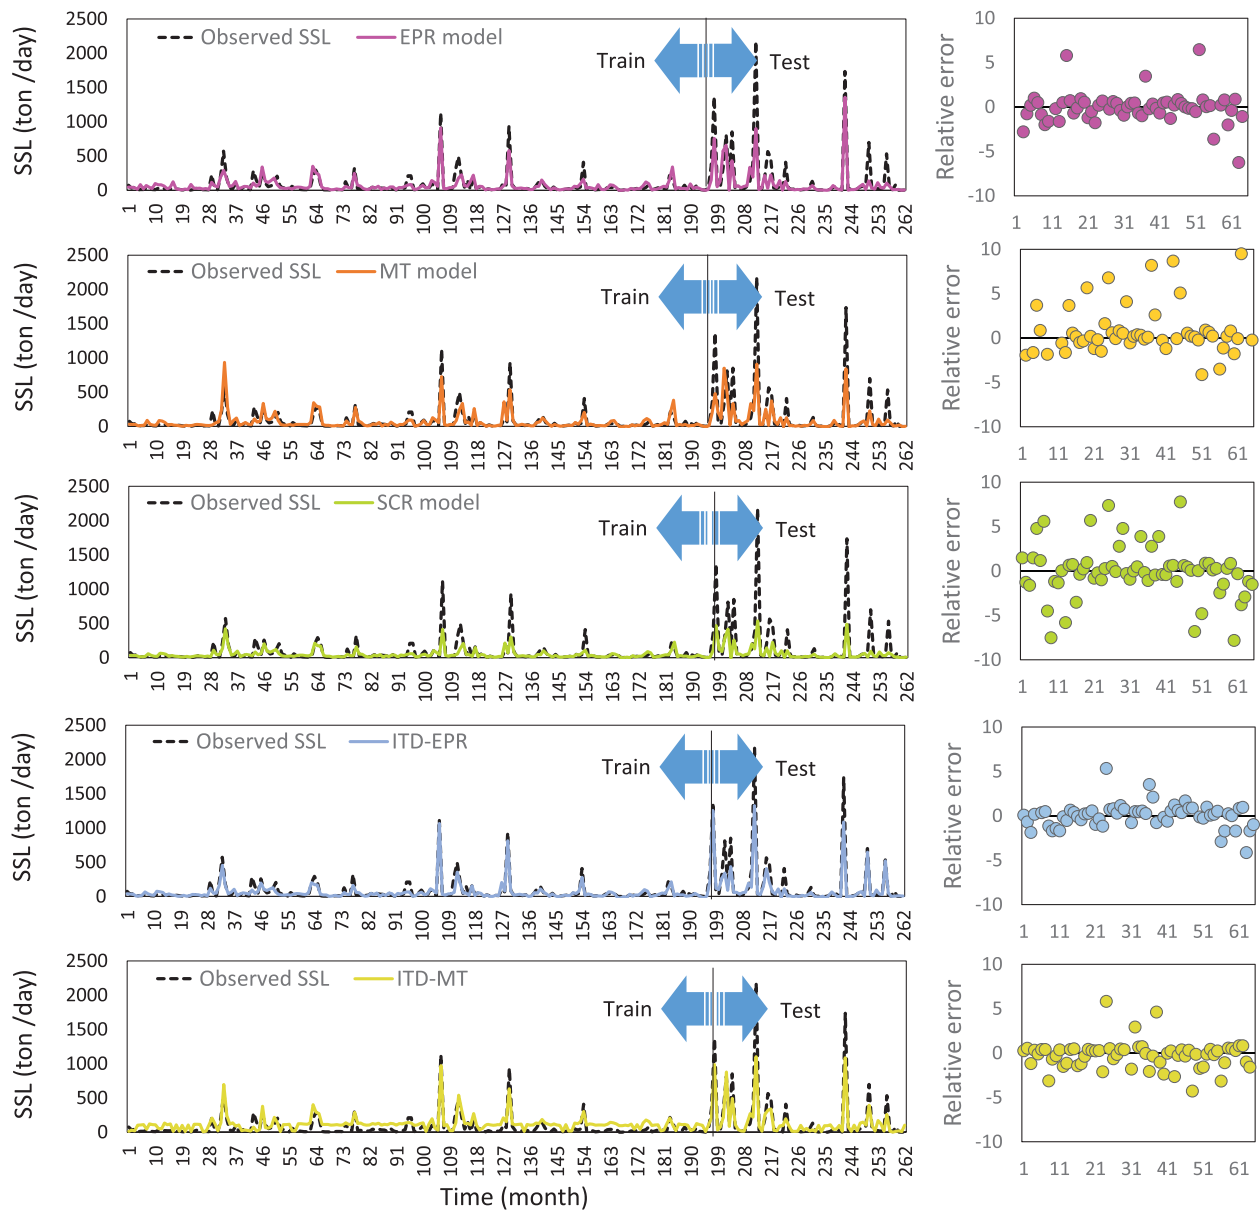 SSL (ton /day)
2500
2000
1500
1000
500
0
Observed SSL
EPR model
Train
Test
1 10 19 28 37 46 55 64 73 82 91 100 109 118 127 136 145 154 163 172 181 190 199 208 217 226 235 244 253 262
Relative error
10
5
0
-5
-10
1 11 21 31 41 51 61
SSL (ton /day)
2500
2000
1500
1000
500
0
Observed SSL
MT model
Train
Test
1 10 19 28 37 46 55 64 73 82 91 100 109 118 127 136 145 154 163 172 181 190 199 208 217 226 235 244 253 262
Relative error
10
5
0
-5
-10
1 11 21 31 41 51 61
SSL (ton /day)
2500
2000
1500
1000
500
0
Observed SSL
SCR model
Train
Test
1 10 19 28 37 46 55 64 73 82 91 100 109 118 127 136 145 154 163 172 181 190 199 208 217 226 235 244 253 262
Relative error
10
5
0
-5
-10
1 11 21 31 41 51 61
SSL (ton /day)
2500
2000
1500
1000
500
0
Observed SSL
ITD-EPR
Train
Test
1 10 19 28 37 46 55 64 73 82 91 100 109 118 127 136 145 154 163 172 181 190 199 208 217 226 235 244 253 262
Relative error
10
5
0
-5
-10
1 11 21 31 41 51 61
SSL (ton /day)
2500
2000
1500
1000
500
0
Observed SSL
ITD-MT
Train
Test
1 10 19 28 37 46 55 64 73 82 91 100 109 118 127 136 145 154 163 172 181 190 199 208 217 226 235 244 253 262
Time (month)
Relative error
10
5
0
-5
-10
1 11 21 31 41 51 61